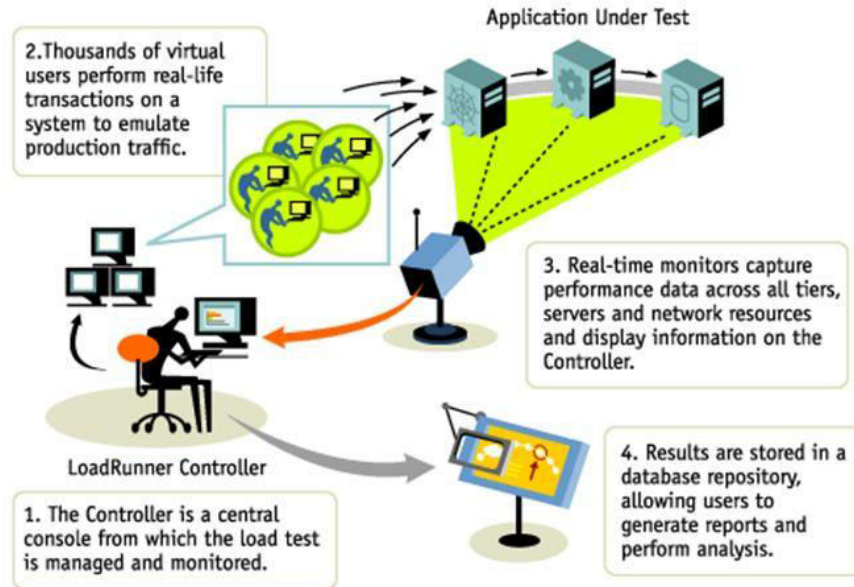 Application Under Test
2.Thousands of virtual
users perform real-life
transactions on a
system to emulate
production traffic.
3. Real-time monitors capture
performance data across all tiers,
servers and network resources
and display information on the
Controller.
LoadRunner Controller
1. The Controller is a central
console from which the load test
is managed and monitored.
4. Results are stored in a
database repository,
allowing users to
generate reports and
perform analysis.